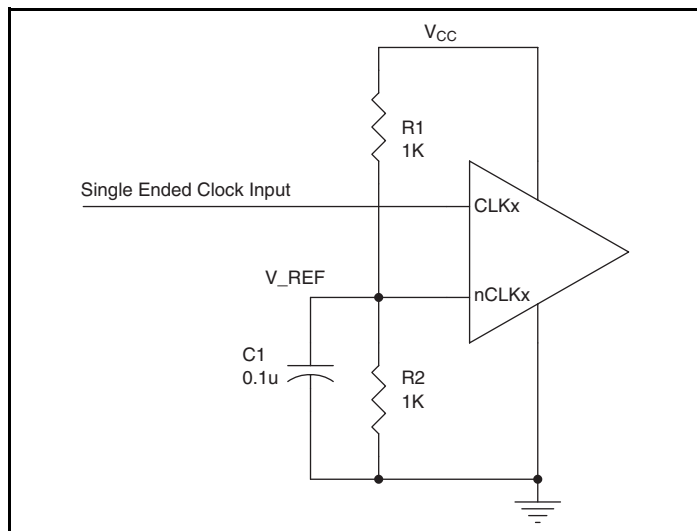 V_CC
R1
1K
Single Ended Clock Input
CLKx
V_REF
nCLKx
C1
0.1u
R2
1K